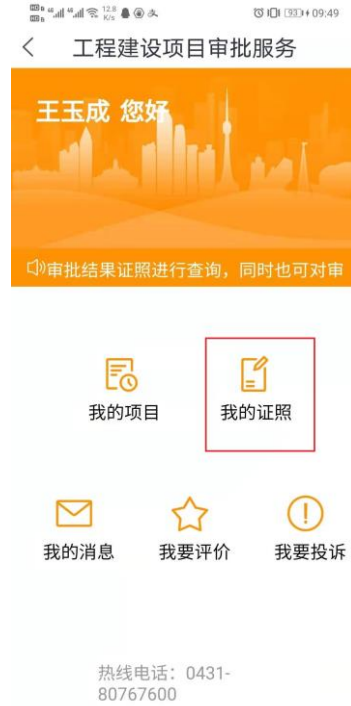 12.8 K/s 93 09:49
工程建设项目审批服务
王玉成 您好
审批结果证照进行查询，同时也可对审
我的项目 我的证照
我的消息 我要评价 我要投诉
热线电话：0431-
80767600